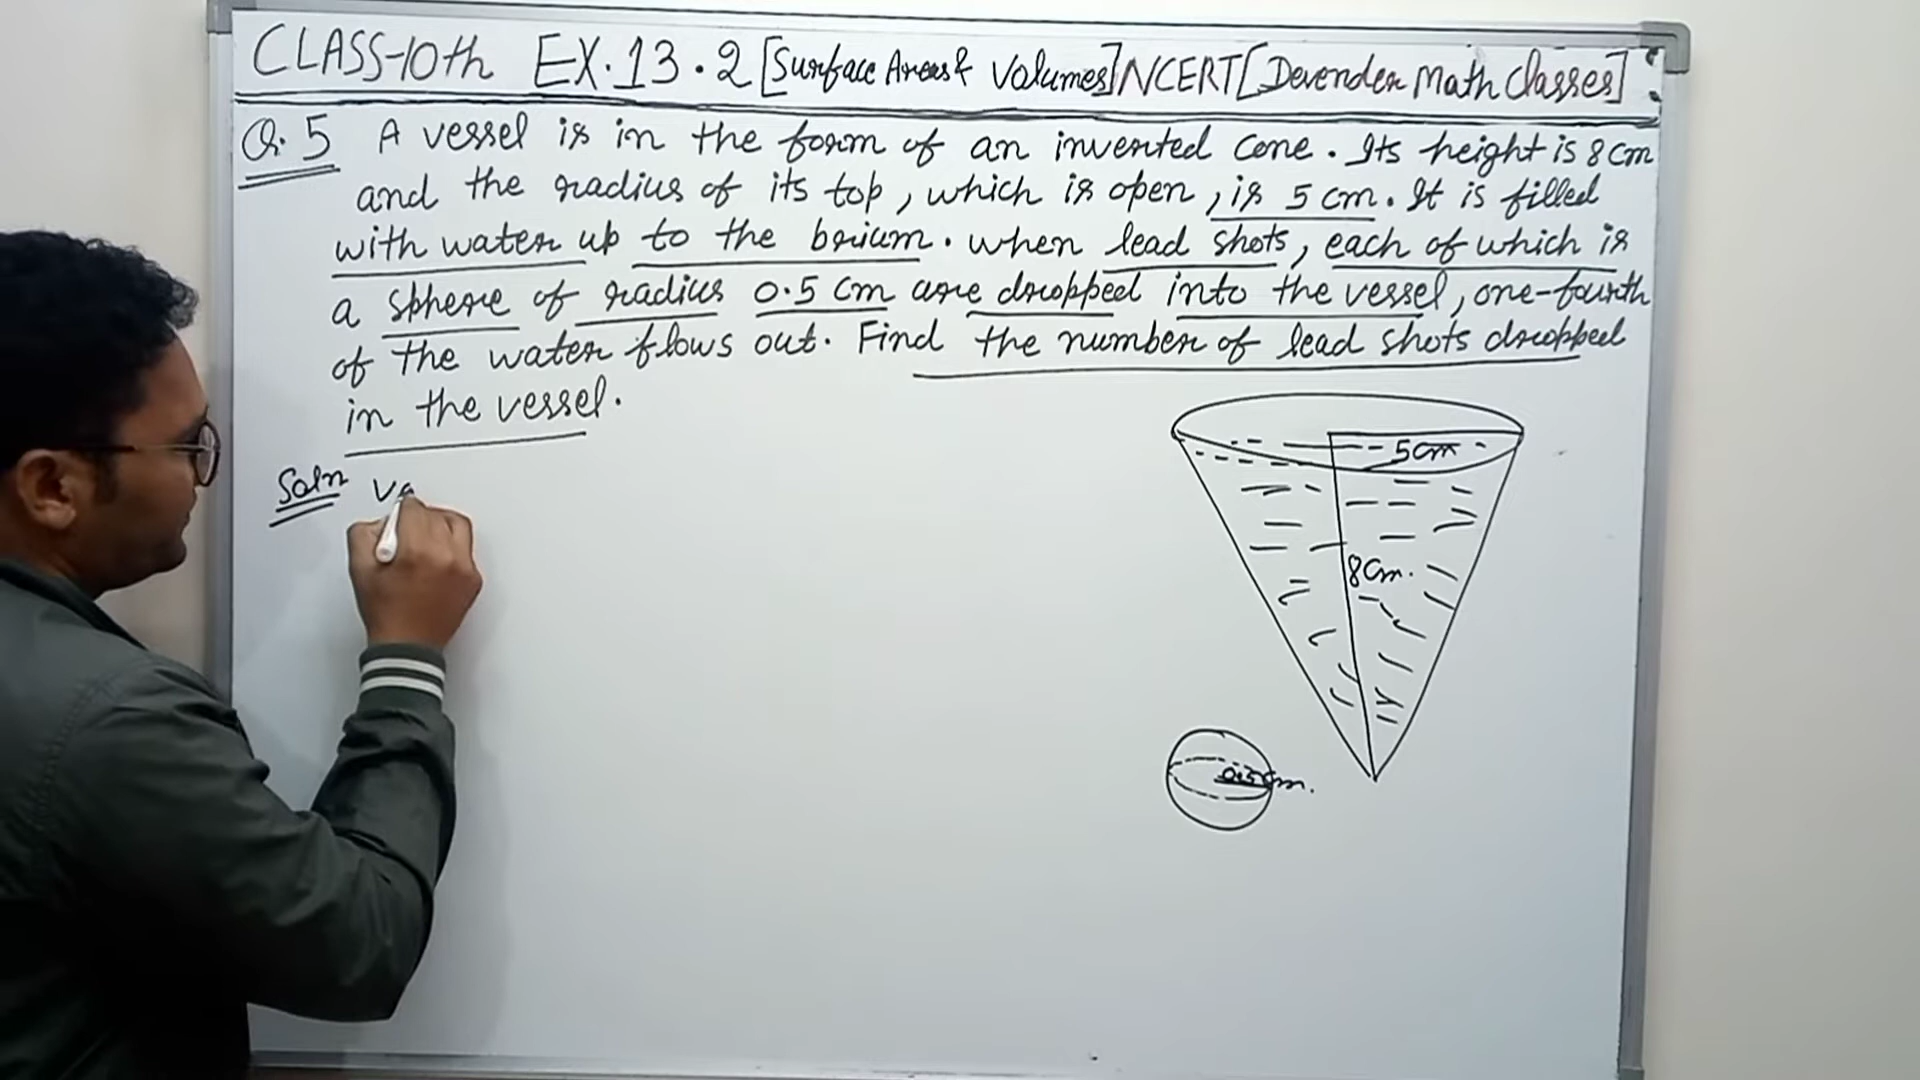 CLASS-10th EX.13.2 [Surface Areas & Volumes] NCERT [Devender Math Classes]
Q.5 A vessel is in the form of an inverted cone. Its height is 8 cm
and the radius of its top, which is open, is 5 cm. It is filled
with water up to the brium. when lead shots, each of which is
a sphere of radius 0.5 cm are dropped into the vessel, one-fourth
of the water flows out. Find the number of lead shots dropped
in the vessel.
5cm
Soln
8cm.
0.5cm.